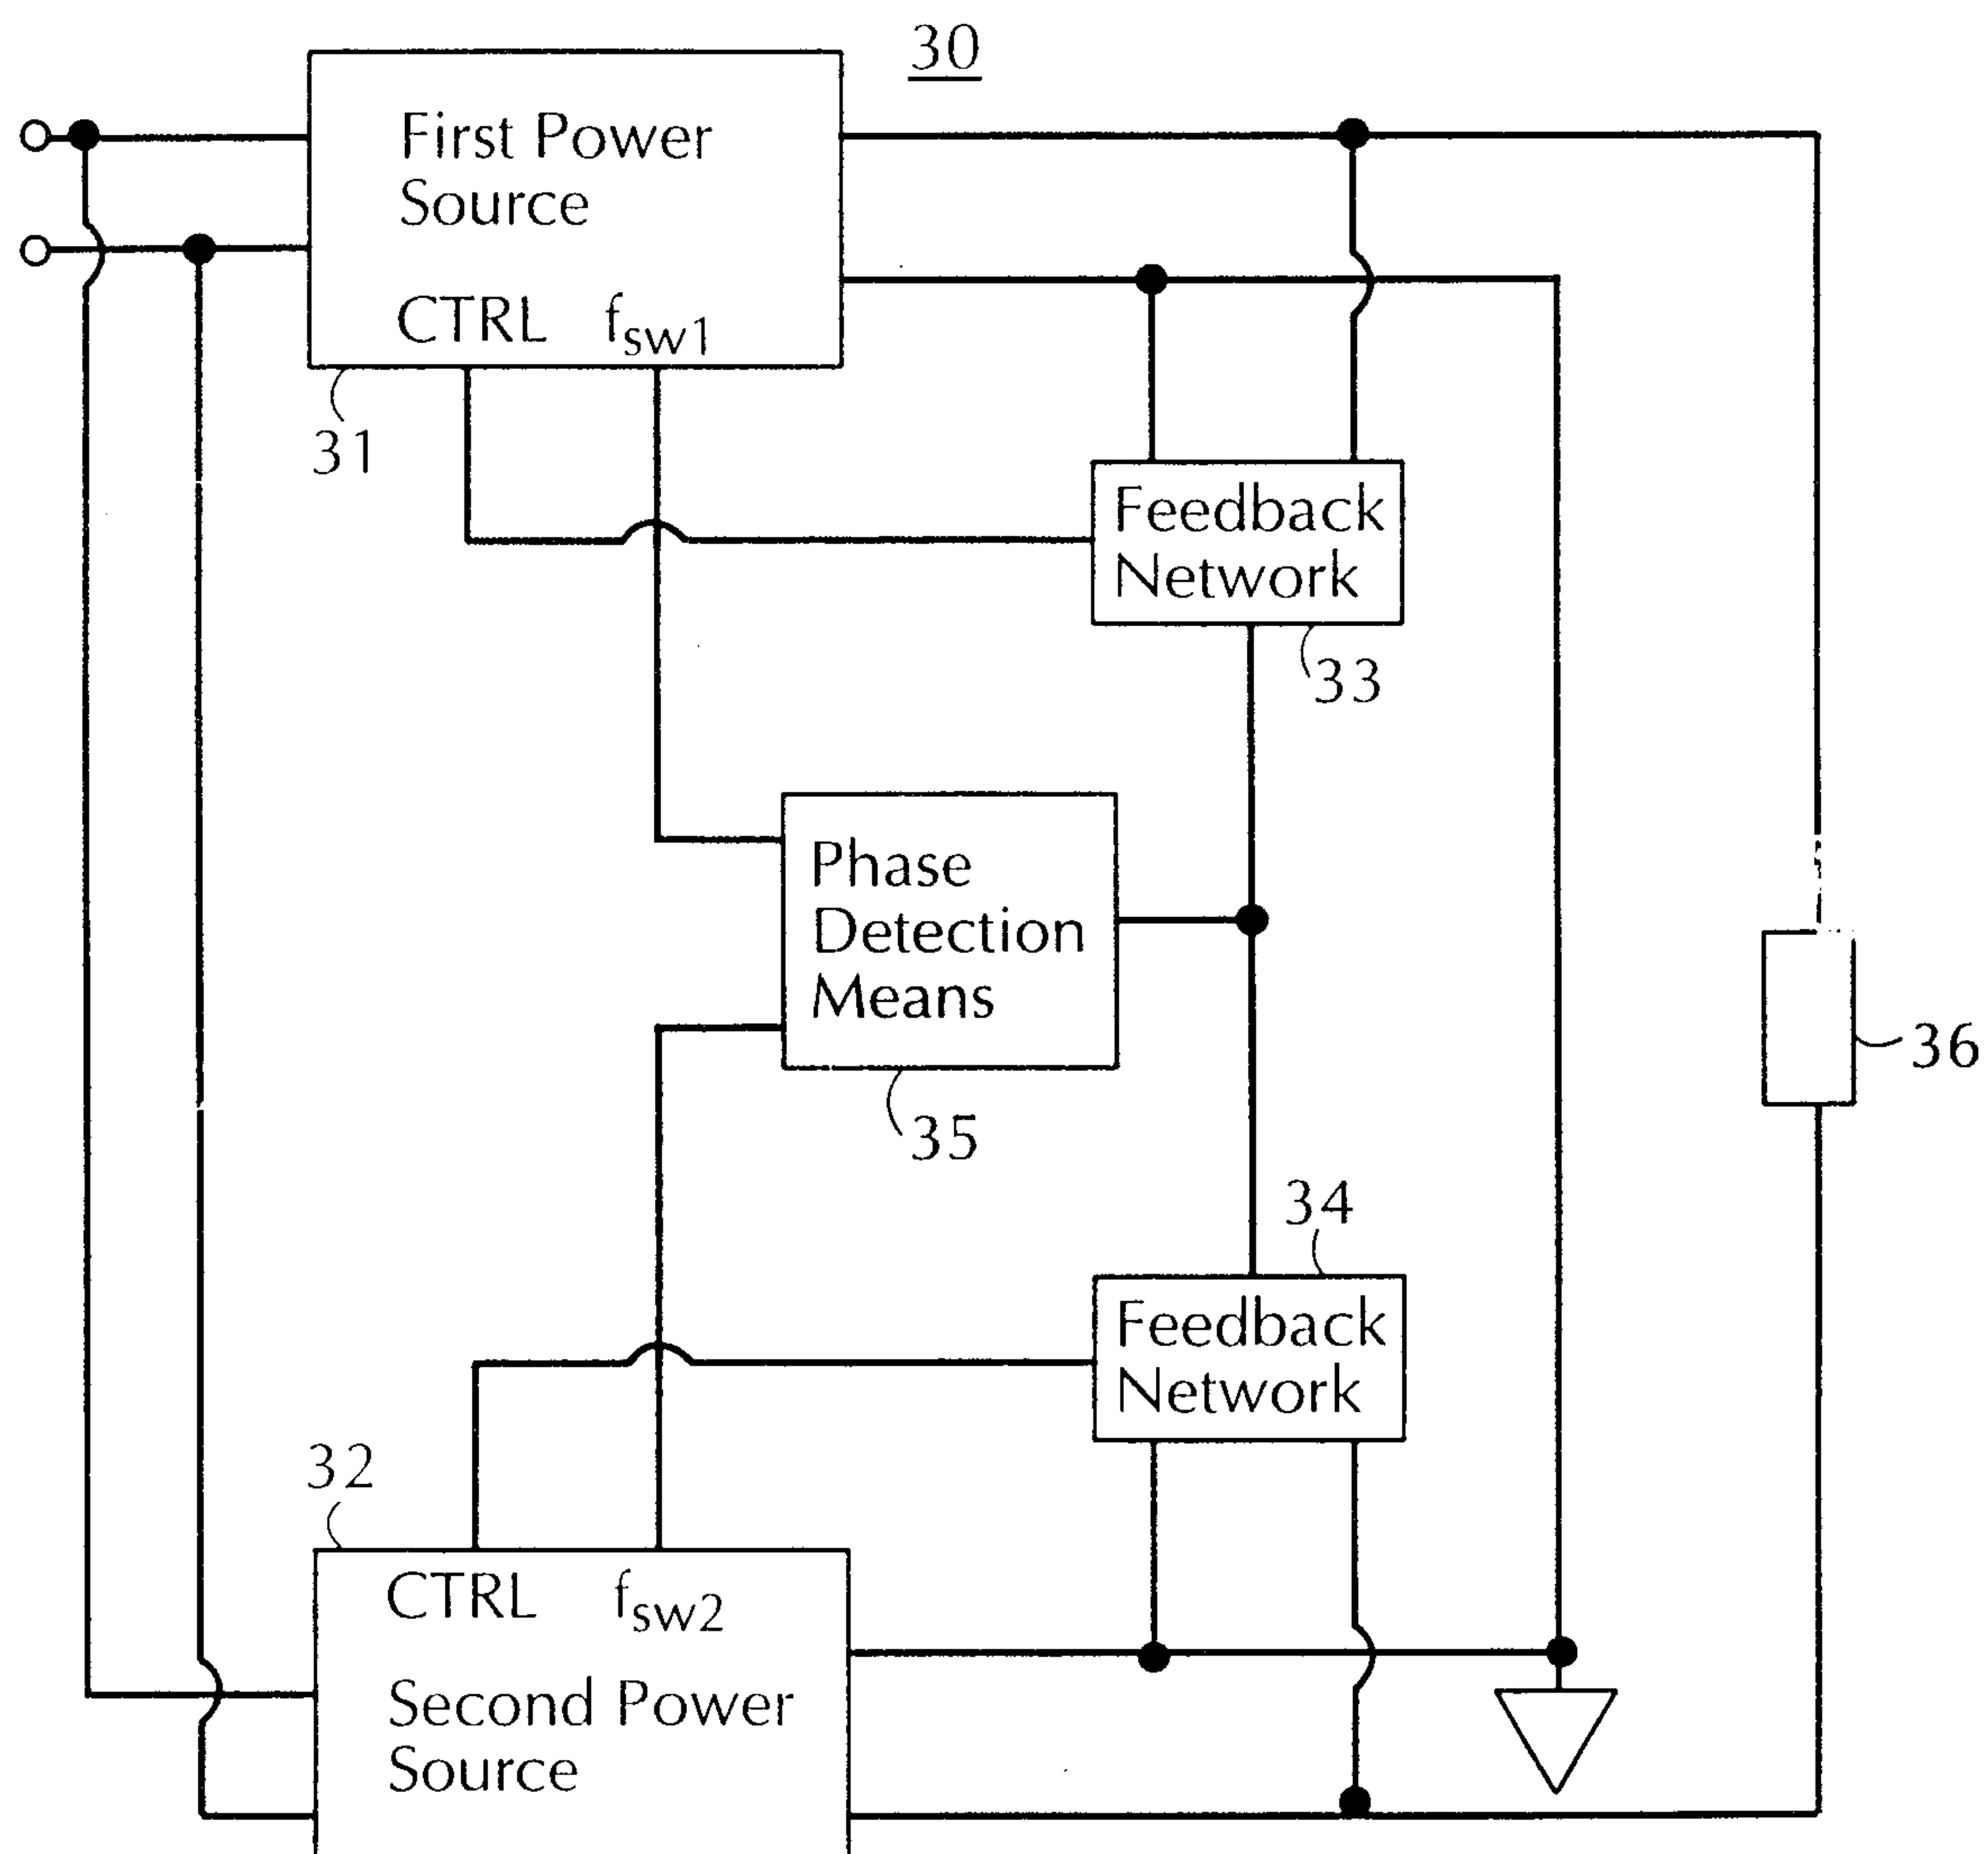 30
First Power
Source
CTRL fsw1
31
Feedback
Network
33
Phase
Detection
Means
35
36
34
Feedback
Network
32
CTRL fsw2
Second Power
Source